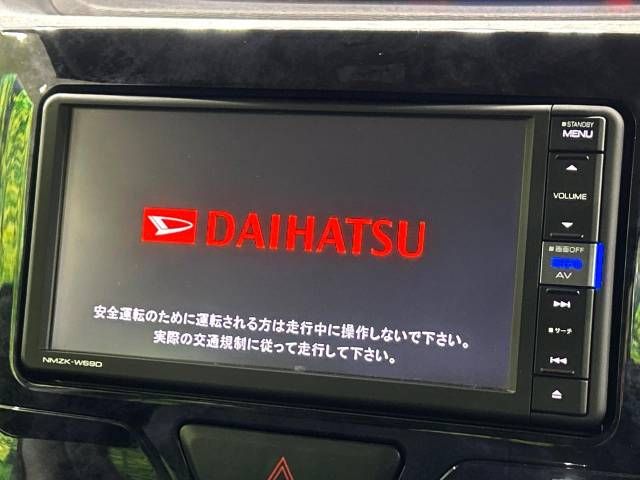 ■STANDBY
MENU
VOLUME
■画面OFF
AV
■サーチ
DAIHATSU
安全運転のために運転される方は走行中に操作しないで下さい。
実際の交通規制に従って走行して下さい。
NMZK-W69D